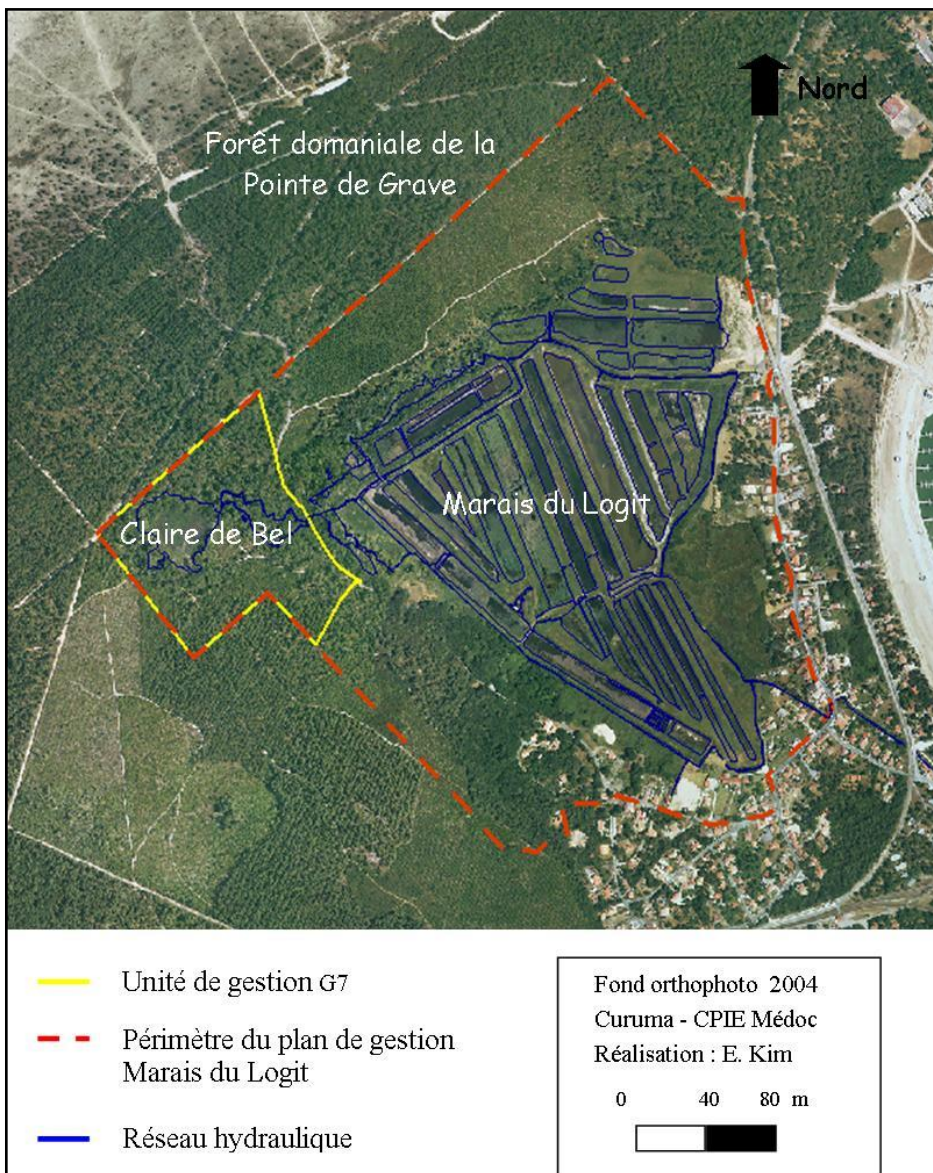 Nord
Forêt domaniale de la
Pointe de Grave
Marais du Logit
Claire de Bel
Unité de gestion G7
Périmètre du plan de gestion
Marais du Logit
Réseau hydraulique
Fond orthophoto 2004
Curuma - CPIE Médoc
Réalisation : E. Kim
0 40 80 m